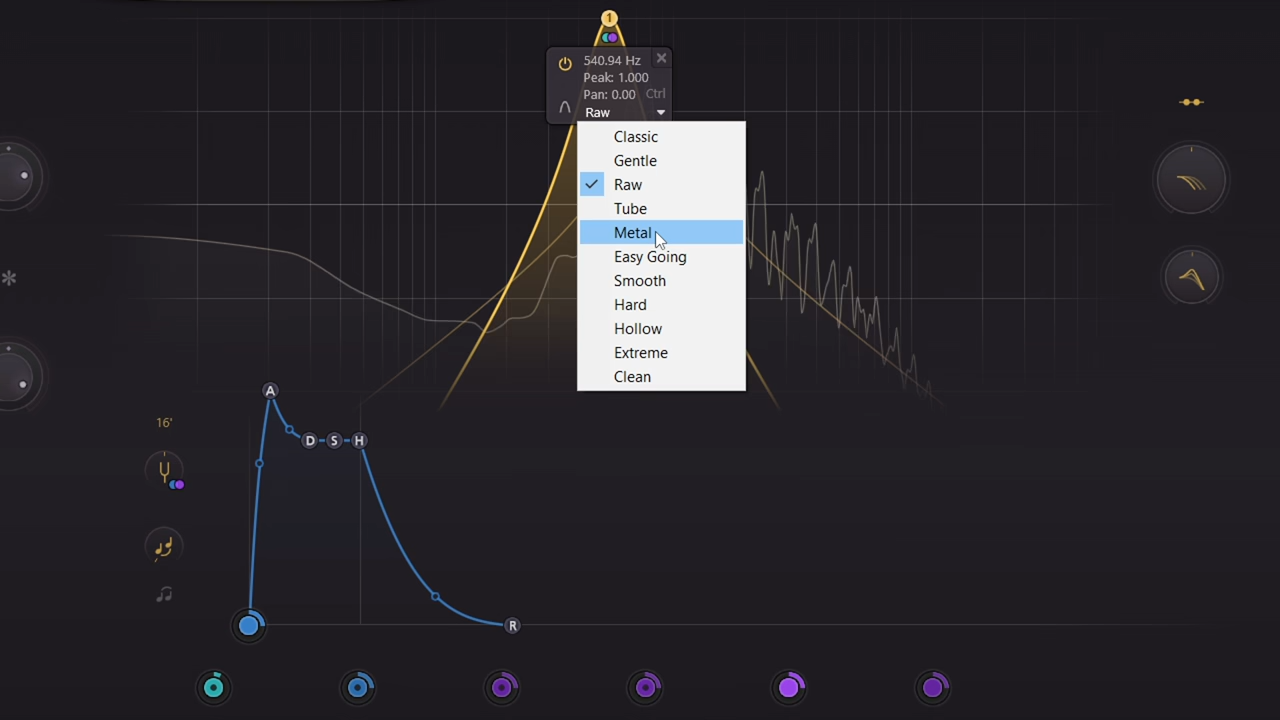 1
540.94 Hz
Peak: 1.000
Pan: 0.00 Ctrl
Raw
Classic
Gentle
Raw
Tube
Metal
Easy Going
Smooth
Hard
Hollow
Extreme
Clean
A
16'
D S H
R